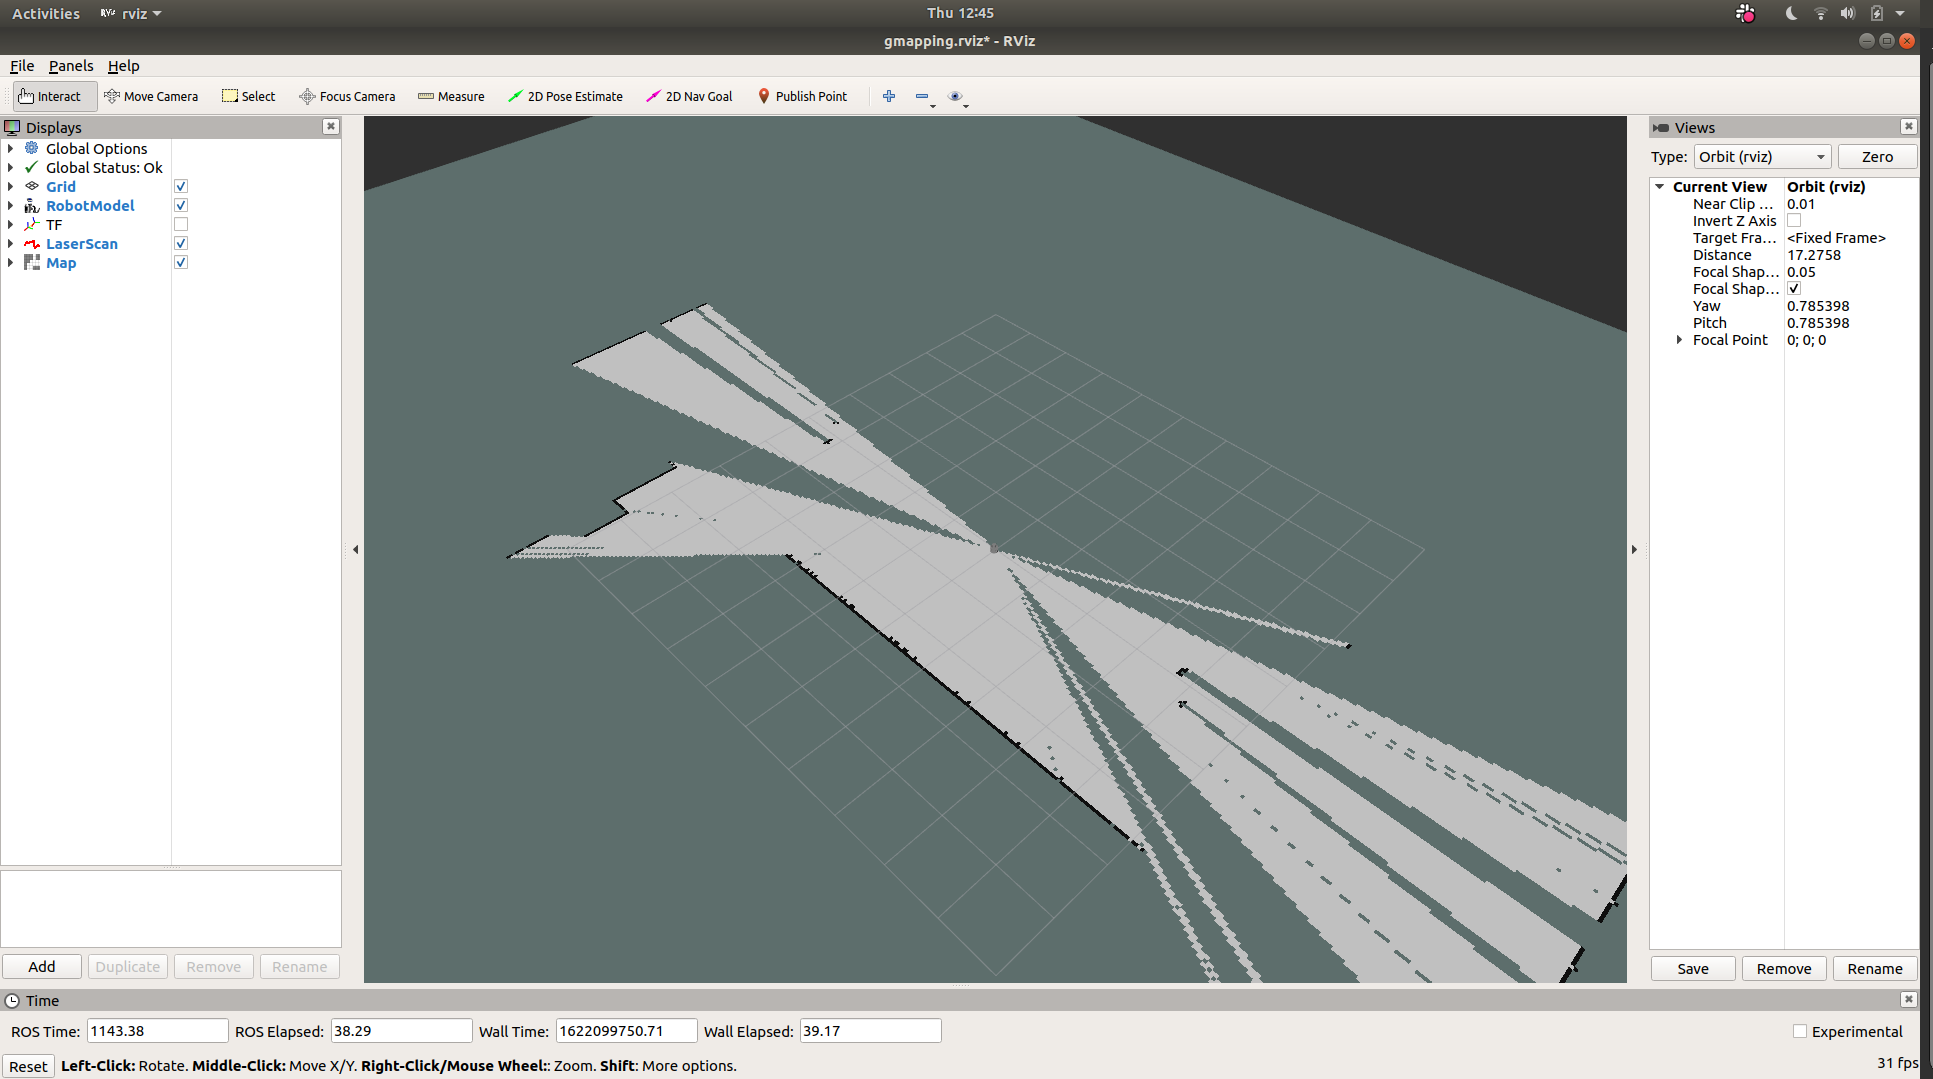 Activities rviz Thu 12:45
gmapping.rviz* - RViz
File Panels Help
Interact Move Camera Select Focus Camera Measure 2D Pose Estimate 2D Nav Goal Publish Point
Displays
Global Options
Global Status: Ok
Grid
RobotModel
TF
LaserScan
Map
Add Duplicate Remove Rename
Views
Type: Orbit (rviz) Zero
Current View Orbit (rviz)
Near Clip ... 0.01
Invert Z Axis
Target Fra... <Fixed Frame>
Distance 17.2758
Focal Shap... 0.05
Focal Shap...
Yaw 0.785398
Pitch 0.785398
Focal Point 0; 0; 0
Save Remove Rename
Time
ROS Time: 1143.38 ROS Elapsed: 38.29 Wall Time: 1622099750.71 Wall Elapsed: 39.17 Experimental
Reset Left-Click: Rotate. Middle-Click: Move X/Y. Right-Click/Mouse Wheel:: Zoom. Shift: More options. 31 fps